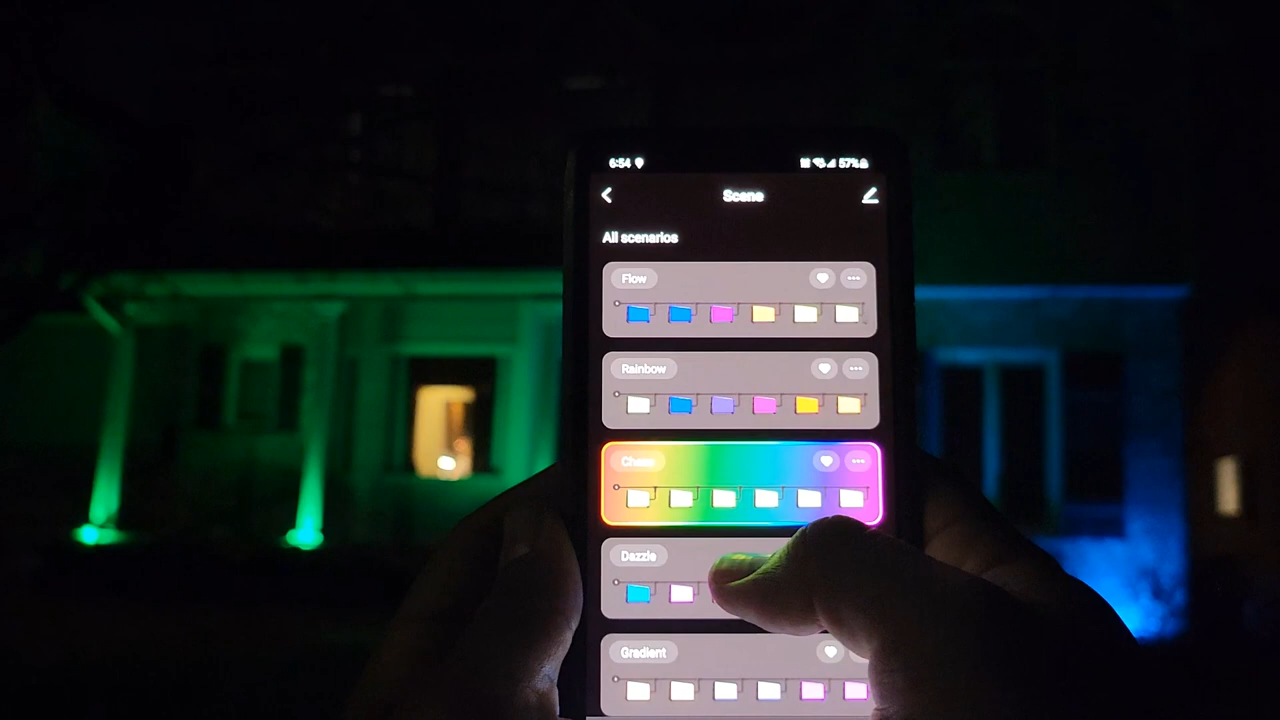 6:54 57%
Scene
All scenarios
Flow
Rainbow
Chase
Dazzle
Gradient